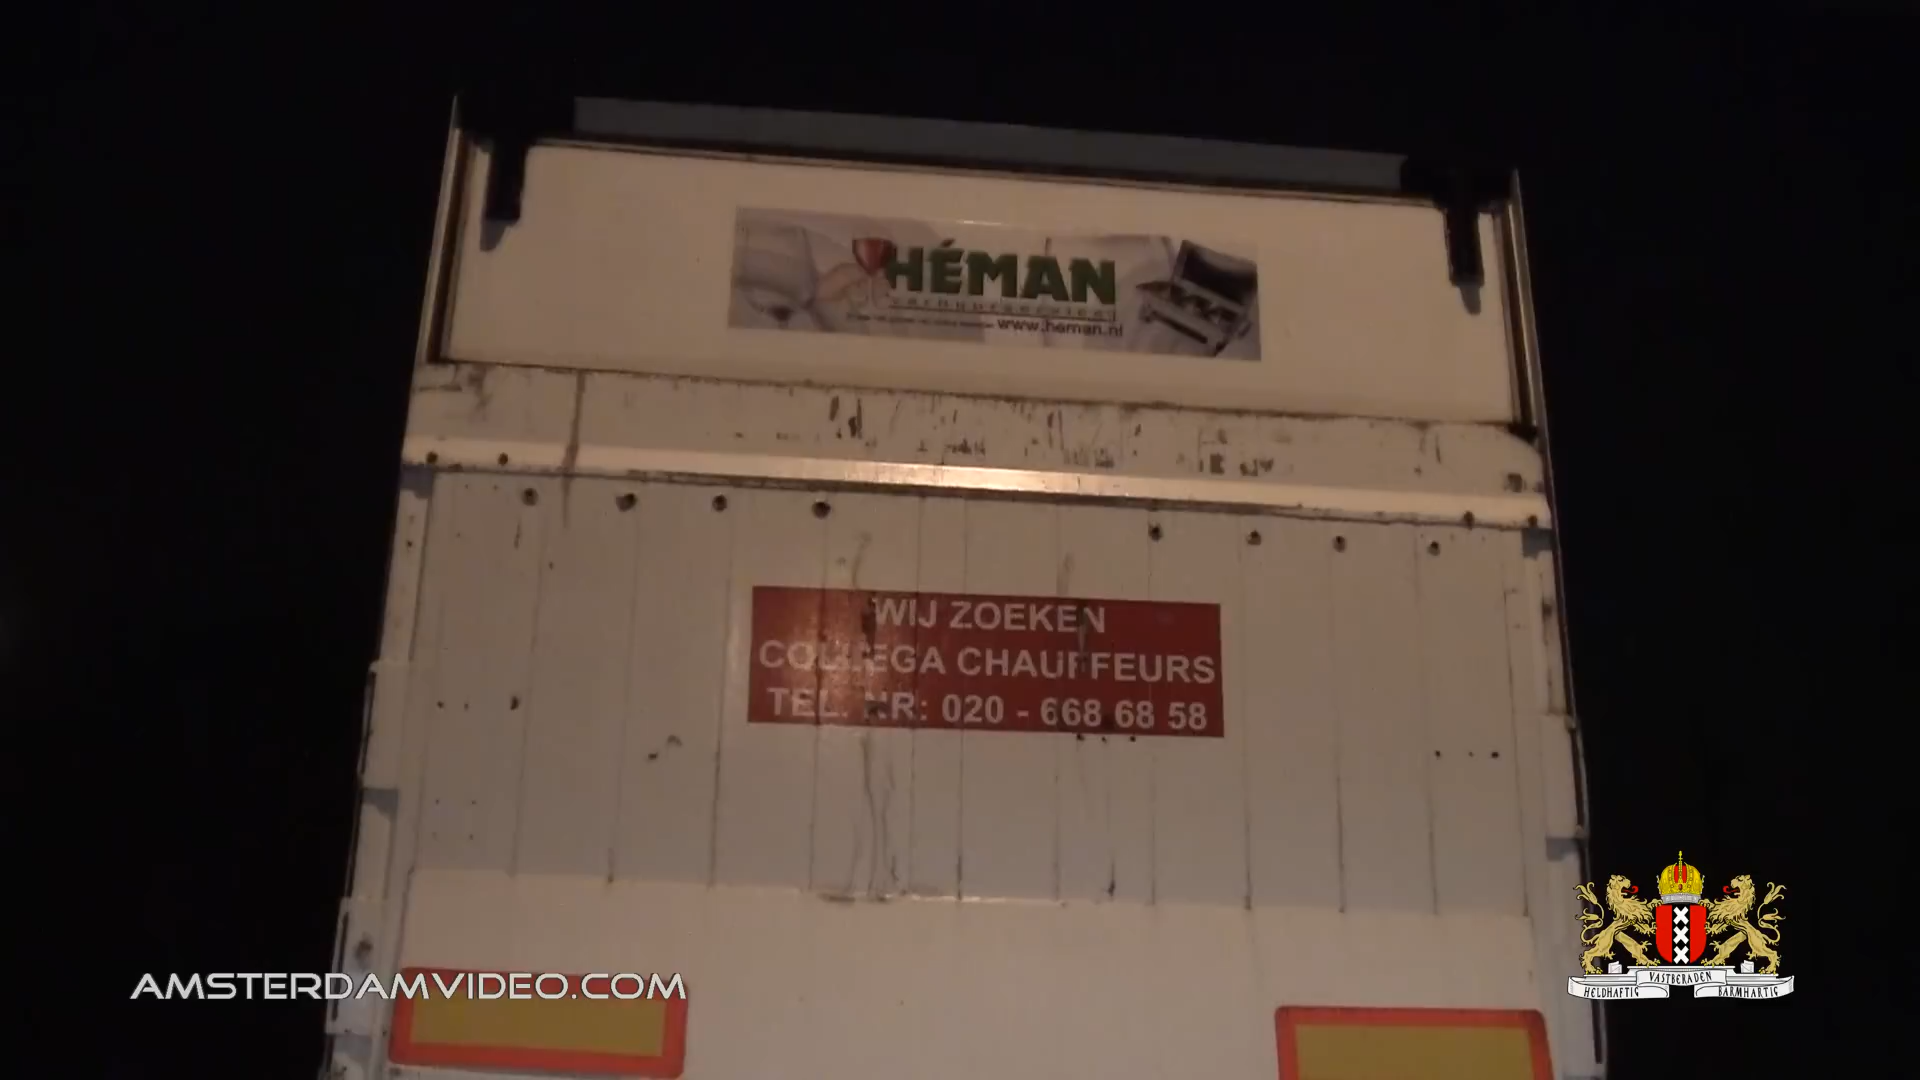 HÉMAN
verhuurservice
www.heman.nl
WIJ ZOEKEN
COLLEGA CHAUFFEURS
TEL. NR: 020 - 668 68 58
AMSTERDAMVIDEO.COM
VASTBERADEN
HELDHAFTIG BARMHARTIG